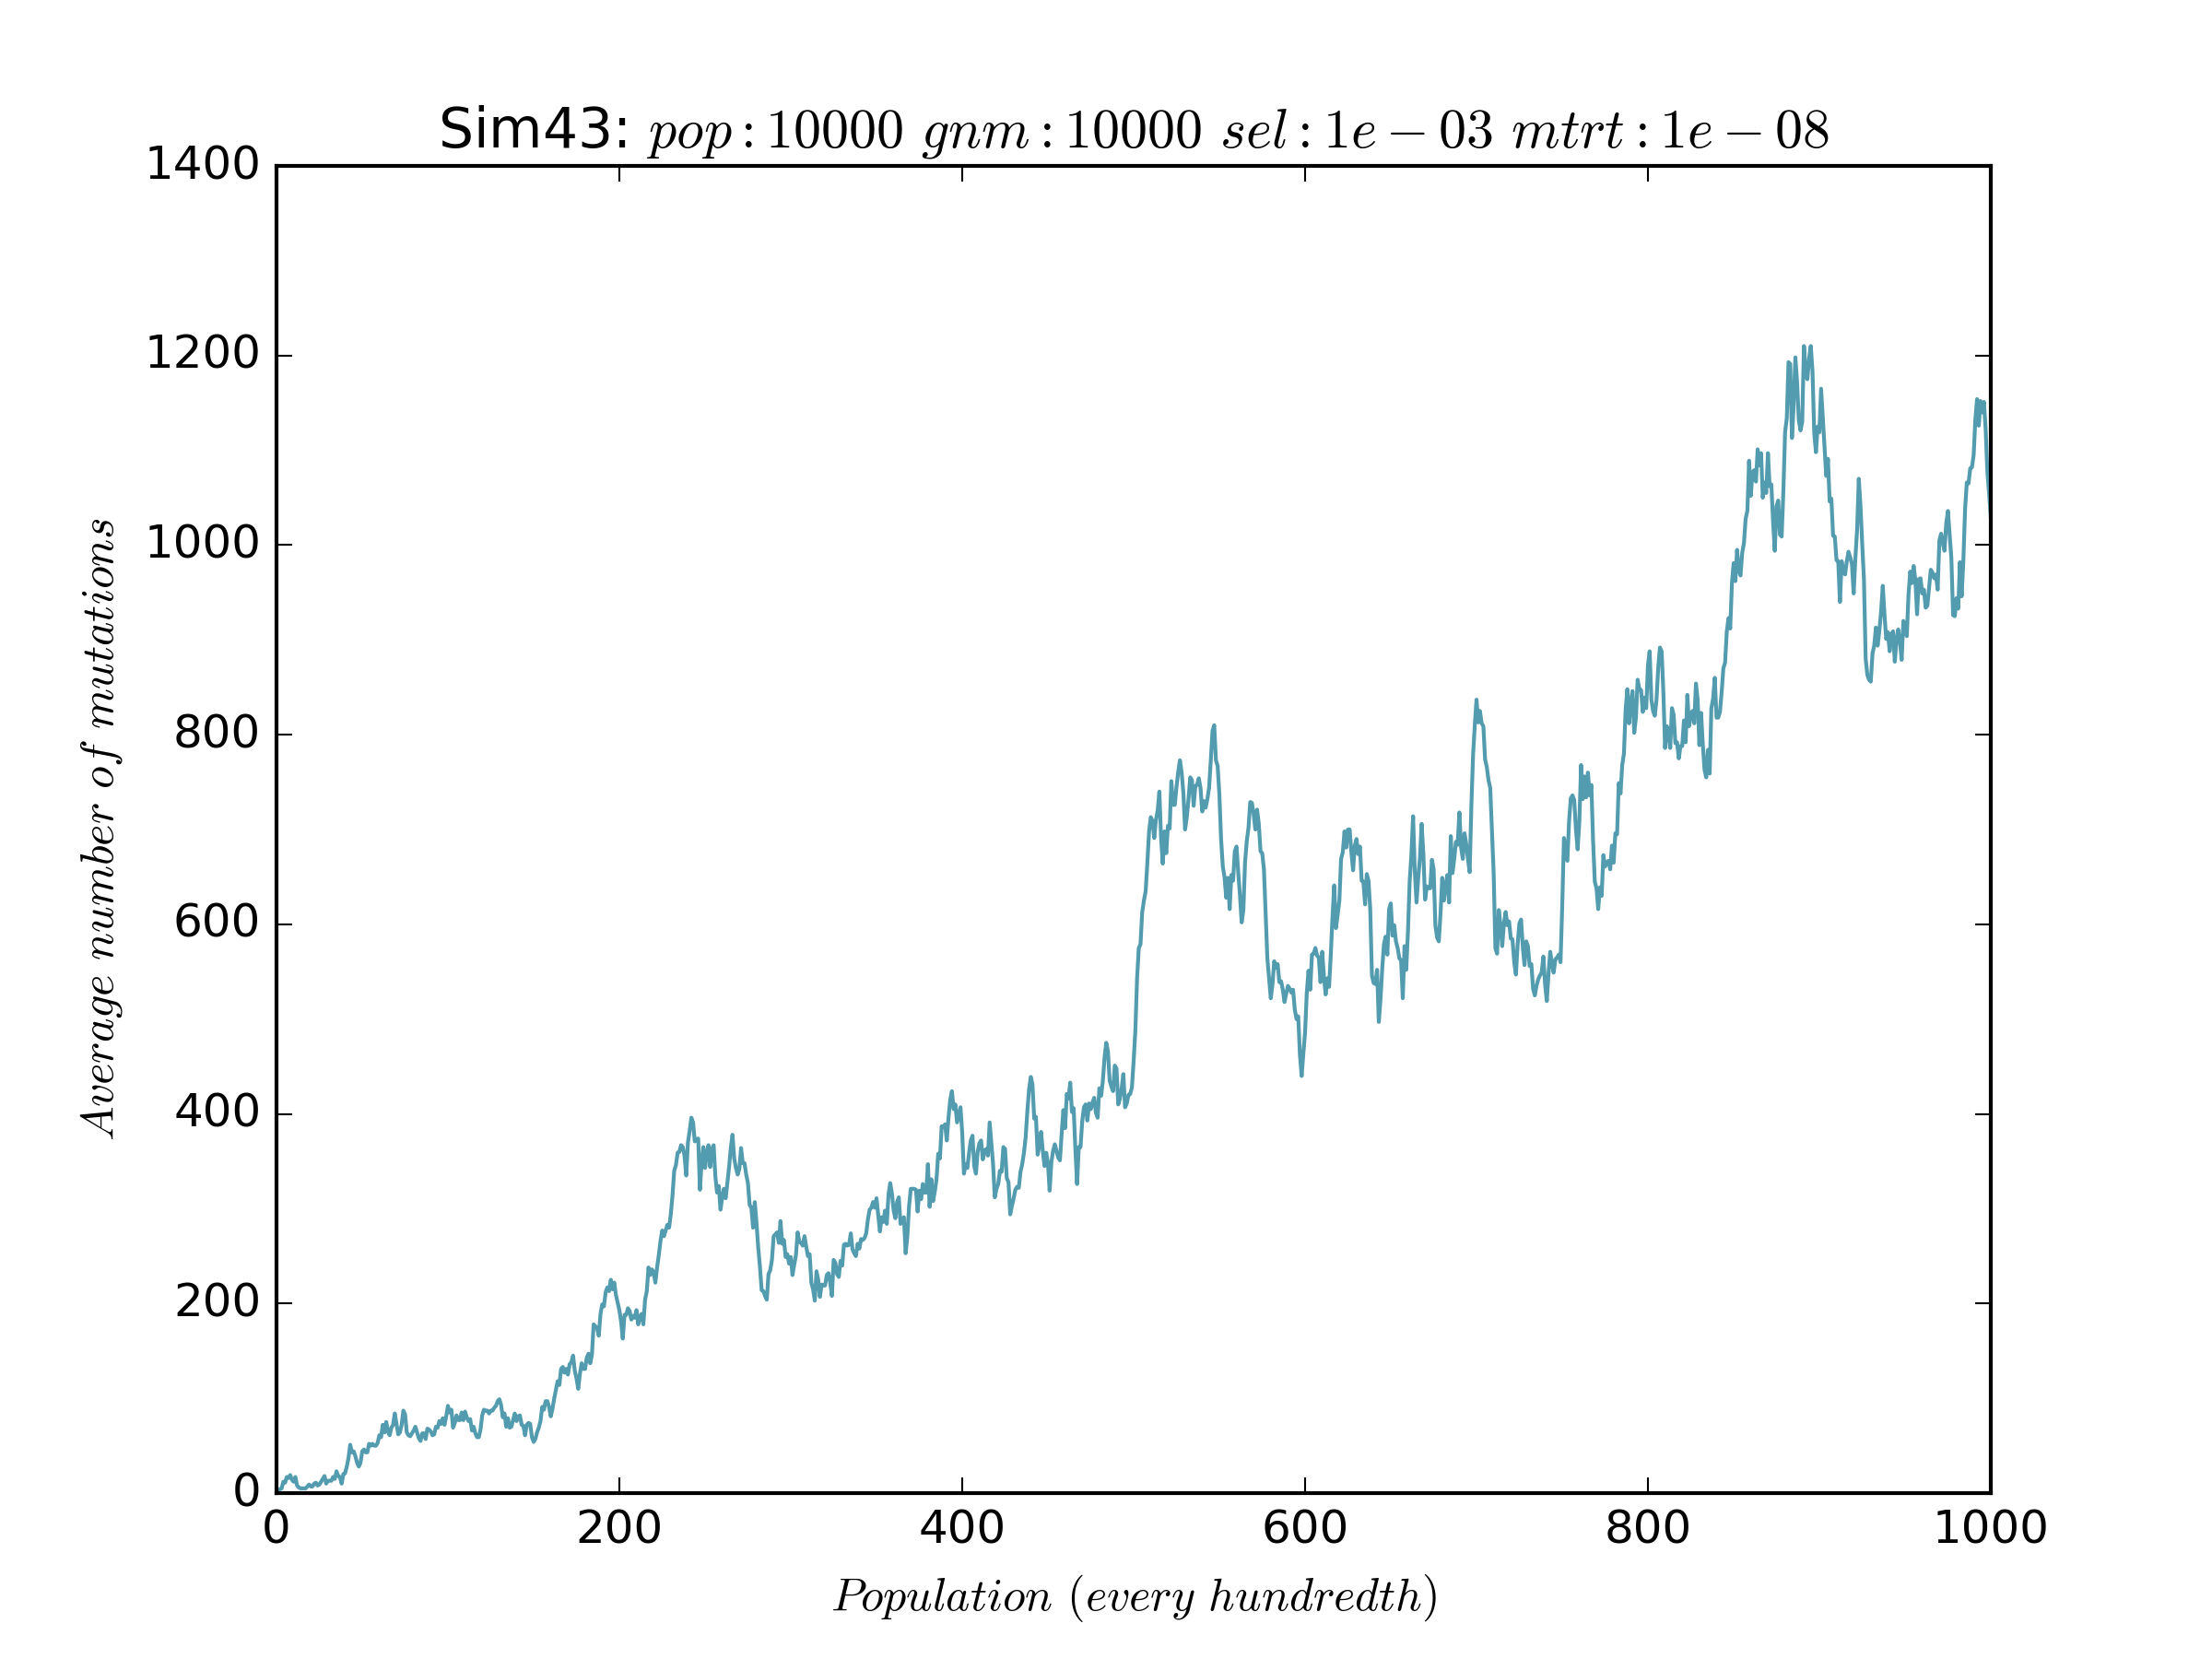 Sim43: pop : 10000 gnm : 10000 sel : 1e − 03 mtrt : 1e − 08
1400
1200
1000
800
600
400
200
0
Average number of mutations
0 200 400 600 800 1000
Population (every hundredth)